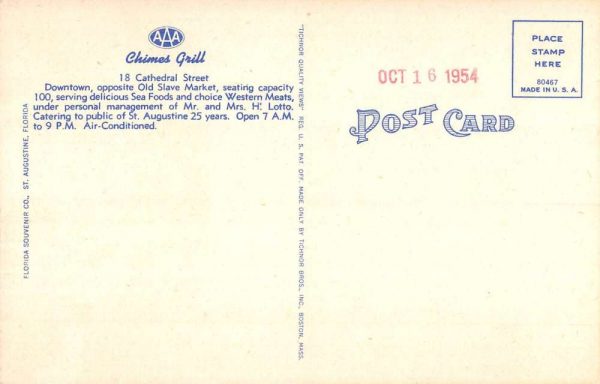 AAA
Chimes Grill
18 Cathedral Street
Downtown, opposite Old Slave Market, seating capacity
100, serving delicious Sea Foods and choice Western Meats,
under personal management of Mr. and Mrs. H. Lotto.
Catering to public of St. Augustine 25 years. Open 7 A.M.
to 9 P.M. Air-Conditioned.
FLORIDA SOUVENIR CO., ST. AUGUSTINE, FLORIDA
"TICHNOR QUALITY VIEWS" REG. U. S. PAT. OFF. MADE ONLY BY TICHNOR BROS., INC., BOSTON, MASS.
OCT 16 1954
POST CARD
PLACE
STAMP
HERE
80467
MADE IN U. S. A.